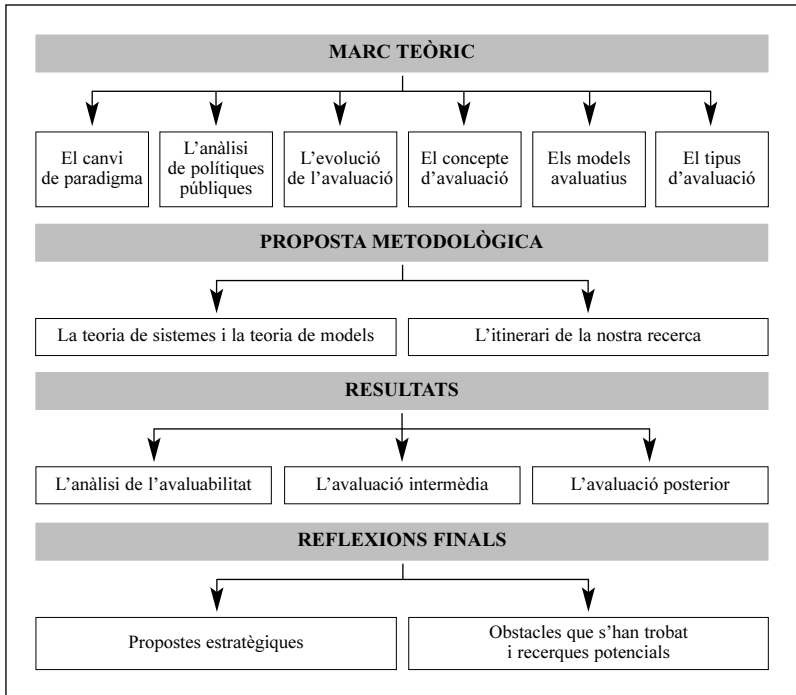 MARC TEÒRIC
El canvi
de paradigma
L’anàlisi
de polítiques
públiques
L’evolució
de l’avaluació
El concepte
d’avaluació
Els models
avaluatius
El tipus
d’avaluació
PROPOSTA METODOLÒGICA
La teoria de sistemes i la teoria de models
L’itinerari de la nostra recerca
RESULTATS
L’anàlisi de l’avaluabilitat
L’avaluació intermèdia
L’avaluació posterior
REFLEXIONS FINALS
Propostes estratègiques
Obstacles que s’han trobat
i recerques potencials